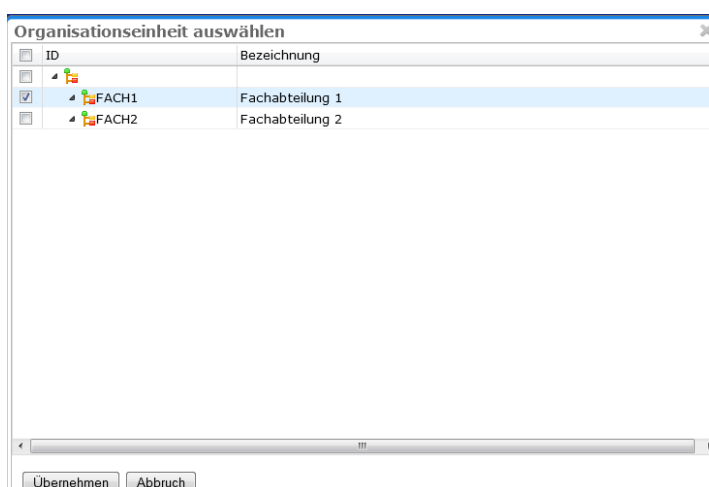 Organisationseinheit auswählen
ID Bezeichnung
FACH1 Fachabteilung 1
FACH2 Fachabteilung 2
Übernehmen Abbruch